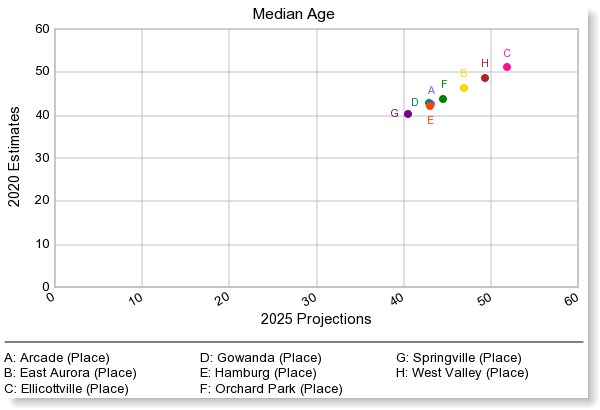 Median Age
60
50
40
30
20
10
0
2020 Estimates
C
H
F
B
A
D
G
E
0
10
20
30
40
50
60
2025 Projections
A: Arcade (Place)
B: East Aurora (Place)
C: Ellicottville (Place)
D: Gowanda (Place)
E: Hamburg (Place)
F: Orchard Park (Place)
G: Springville (Place)
H: West Valley (Place)